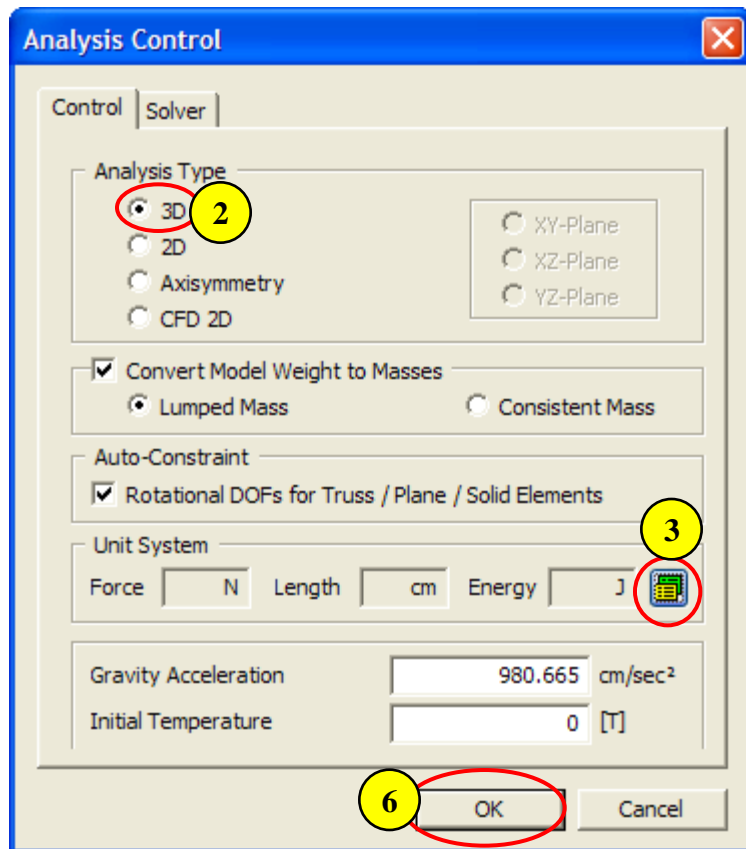 Analysis Control
Control Solver
Analysis Type
3D 2
2D
Axisymmetry
CFD 2D
XY-Plane
XZ-Plane
YZ-Plane
Convert Model Weight to Masses
Lumped Mass Consistent Mass
Auto-Constraint
Rotational DOFs for Truss / Plane / Solid Elements
3
Unit System
Force N Length cm Energy J
Gravity Acceleration 980.665 cm/sec²
Initial Temperature 0 [T]
6 OK Cancel